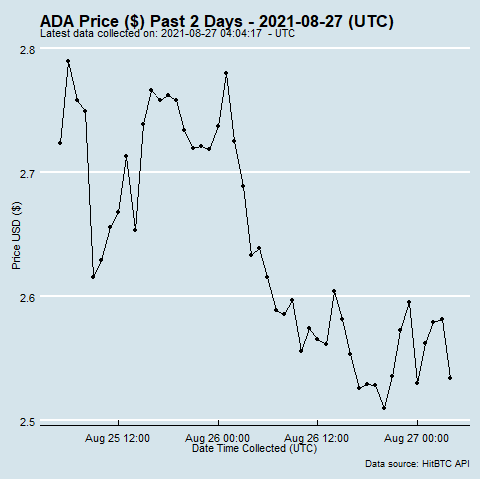 ADA Price ($) Past 2 Days - 2021-08-27 (UTC)
Latest data collected on: 2021-08-27 04:04:17  - UTC
2.8
2.7
2.6
2.5
Price USD ($)
Aug 25 12:00
Aug 26 00:00
Aug 26 12:00
Aug 27 00:00
Date Time Collected (UTC)
Data source: HitBTC API